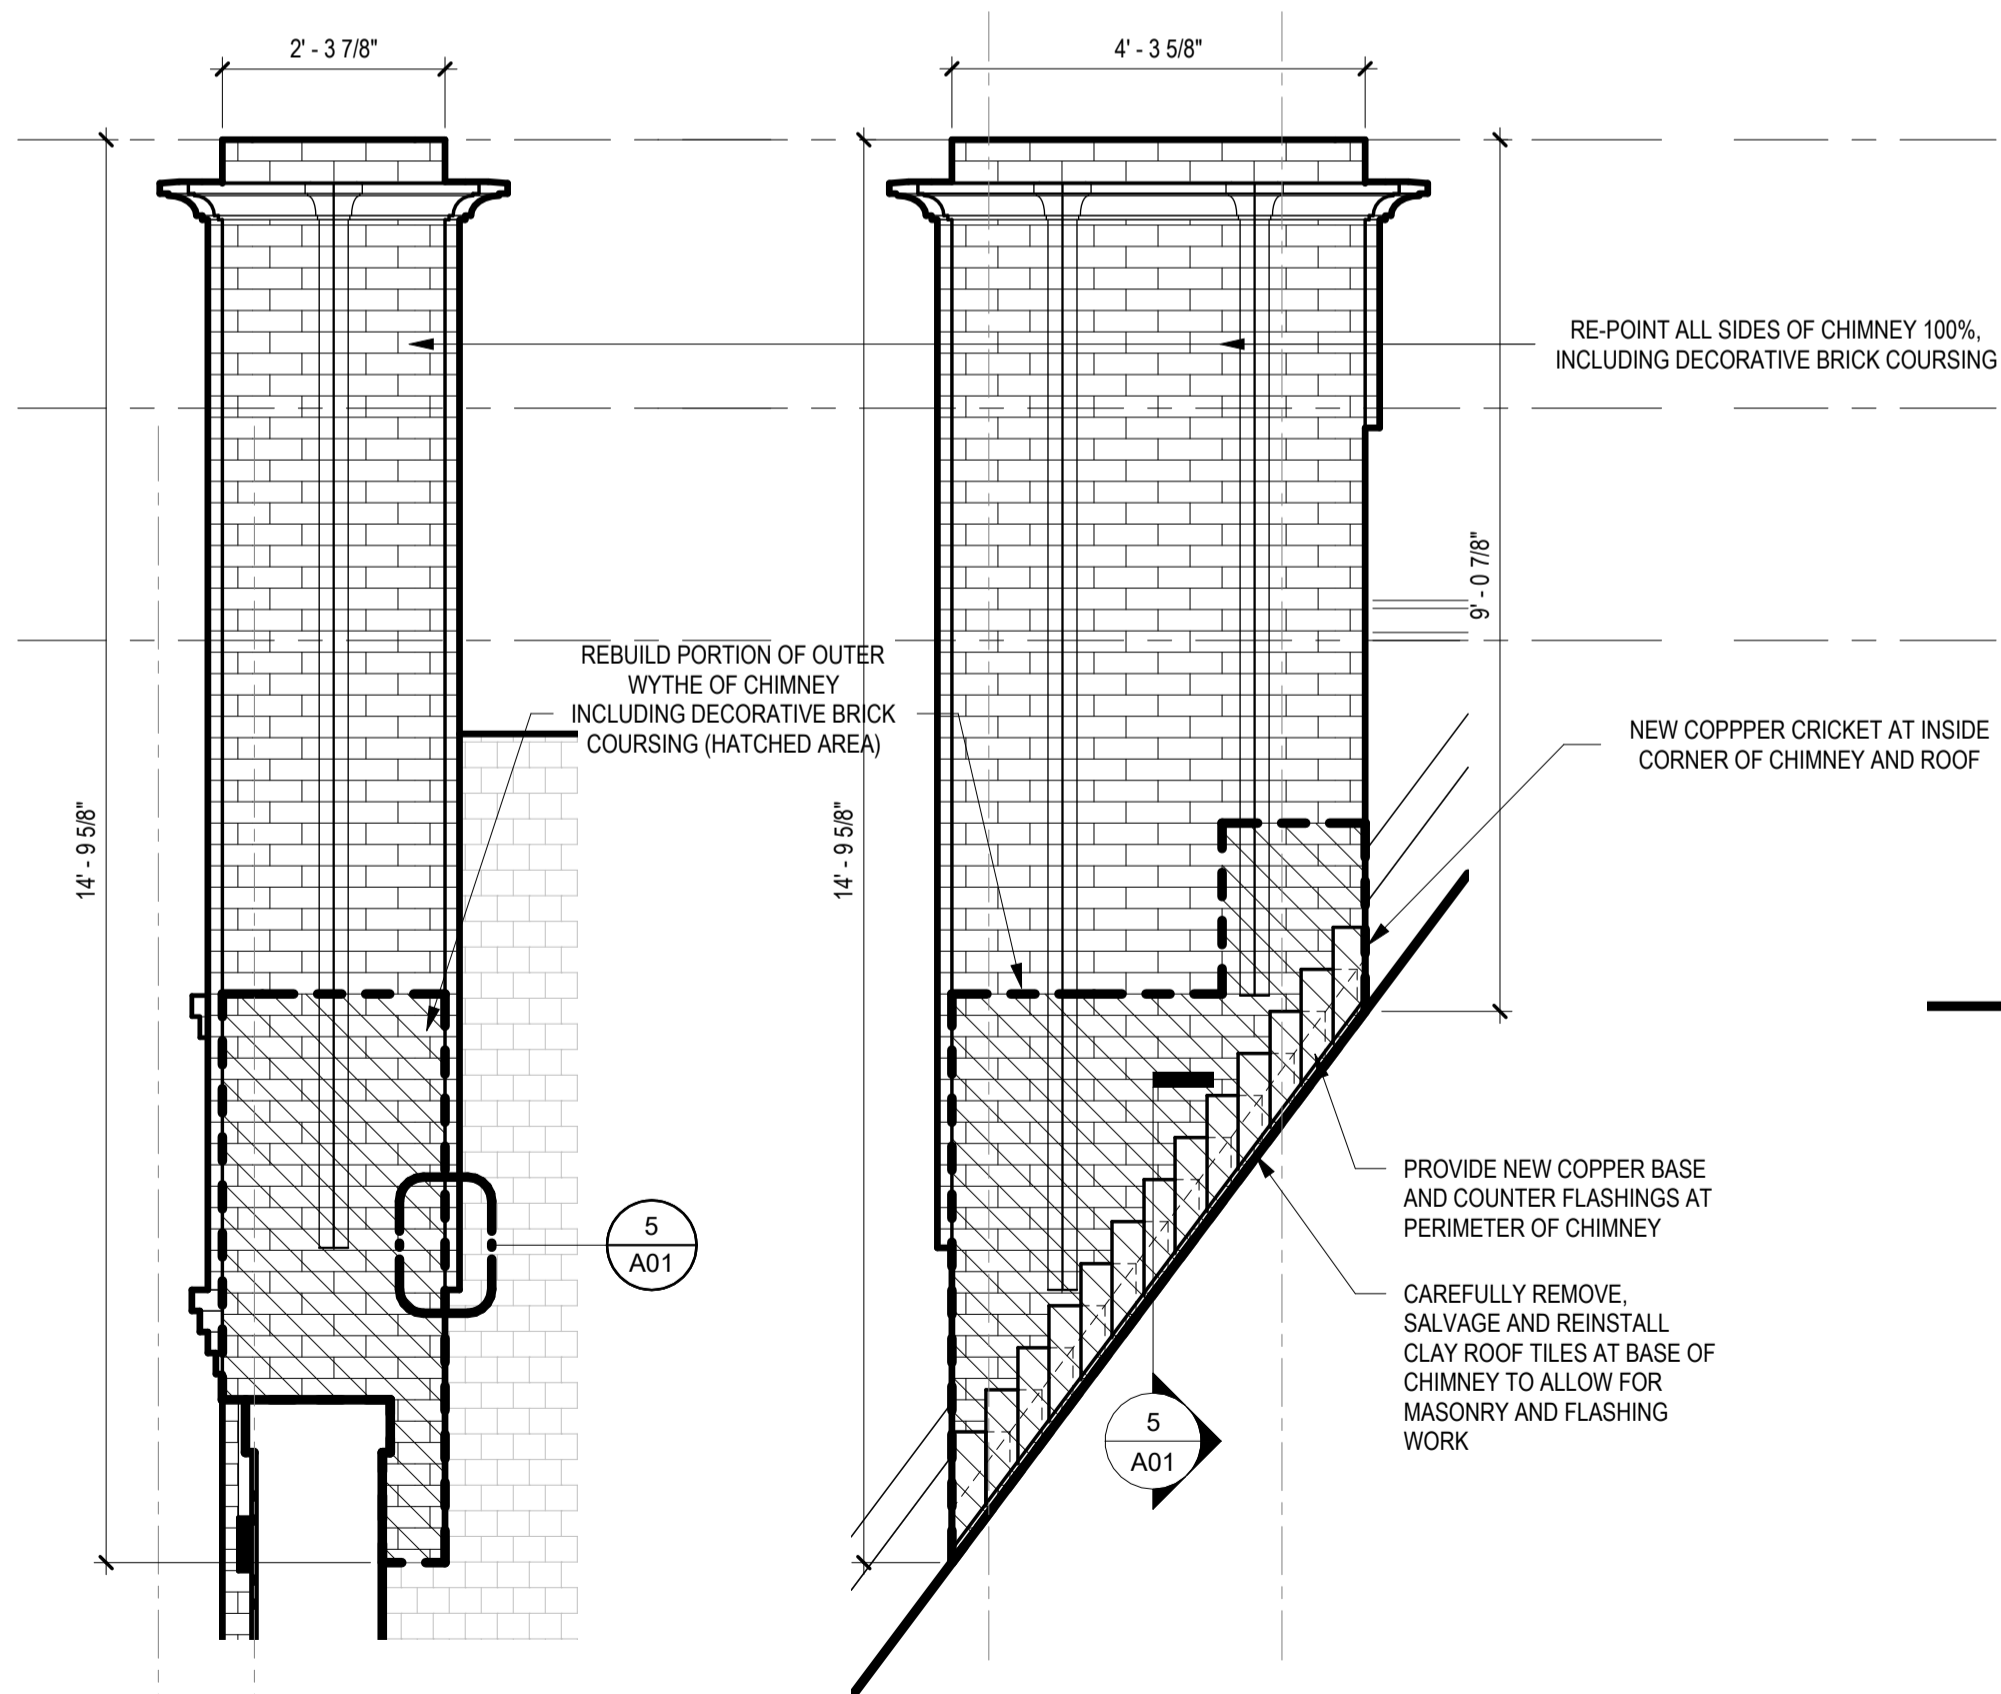 2' - 3 7/8"
4' - 3 5/8"
RE-POINT ALL SIDES OF CHIMNEY 100%,
INCLUDING DECORATIVE BRICK COURSING
9' - 0 7/8"
REBUILD PORTION OF OUTER
WYTHE OF CHIMNEY
INCLUDING DECORATIVE BRICK
COURSING (HATCHED AREA)
NEW COPPPER CRICKET AT INSIDE
CORNER OF CHIMNEY AND ROOF
14' - 9 5/8"
14' - 9 5/8"
5
A01
PROVIDE NEW COPPER BASE
AND COUNTER FLASHINGS AT
PERIMETER OF CHIMNEY
CAREFULLY REMOVE,
SALVAGE AND REINSTALL
CLAY ROOF TILES AT BASE OF
CHIMNEY TO ALLOW FOR
MASONRY AND FLASHING
WORK
5
A01